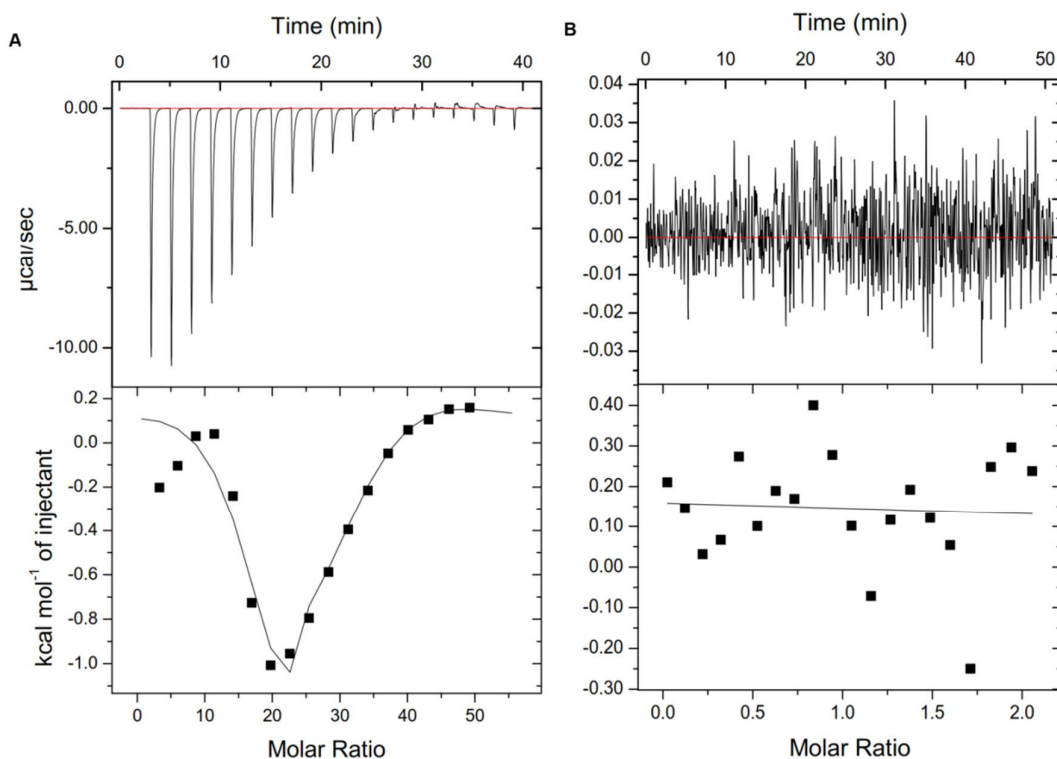 A
Time (min)
0 10 20 30 40
0.00
-5.00
-10.00
µcal/sec
0.2
0.0
-0.2
-0.4
-0.6
-0.8
-1.0
kcal mol⁻¹ of injectant
0 10 20 30 40 50
Molar Ratio
B
Time (min)
0 10 20 30 40 50
0.04
0.03
0.02
0.01
0.00
-0.01
-0.02
-0.03
0.40
0.30
0.20
0.10
0.00
-0.10
-0.20
-0.30
0.0 0.5 1.0 1.5 2.0
Molar Ratio